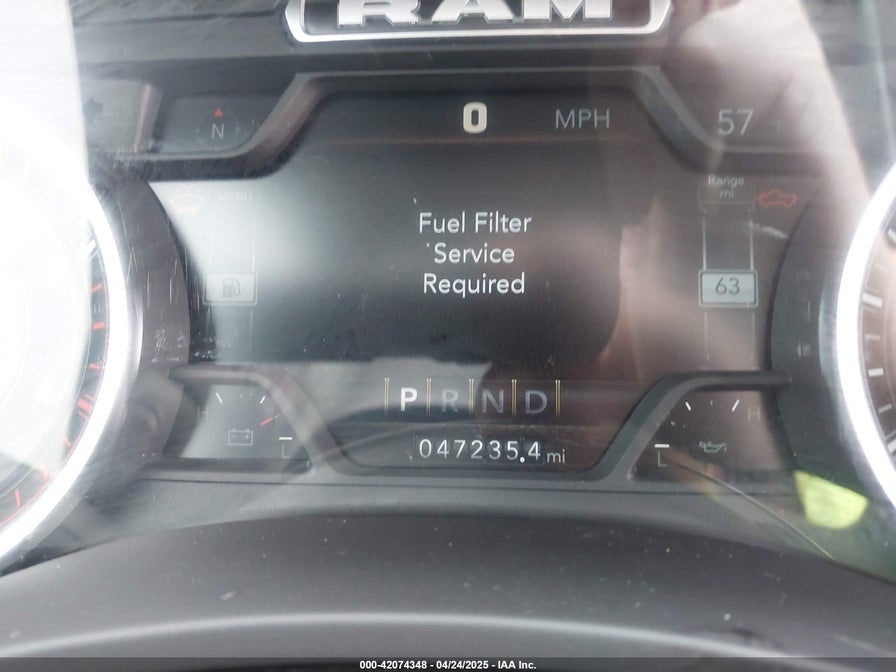 RAM
N
0 MPH 57
MENU
Range
mi
Fuel Filter
Service
Required
63
P R N D
H
L
H
L
047235.4 mi
000-42074348 - 04/24/2025 - IAA Inc.